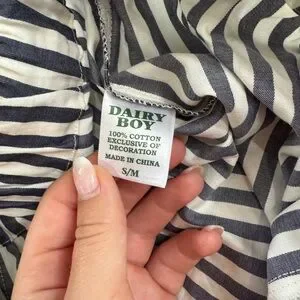 DAIRY
BOY
100% COTTON
EXCLUSIVE OF
DECORATION
MADE IN CHINA
S/M